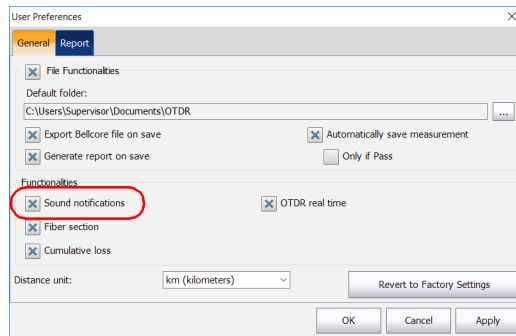 User Preferences
General Report
File Functionalities
Default folder:
C:\Users\Supervisor\Documents\OTDR ...
Export Bellcore file on save Automatically save measurement
Generate report on save Only if Pass
Functionalities
Sound notifications OTDR real time
Fiber section
Cumulative loss
Distance unit: km (kilometers) Revert to Factory Settings
OK Cancel Apply